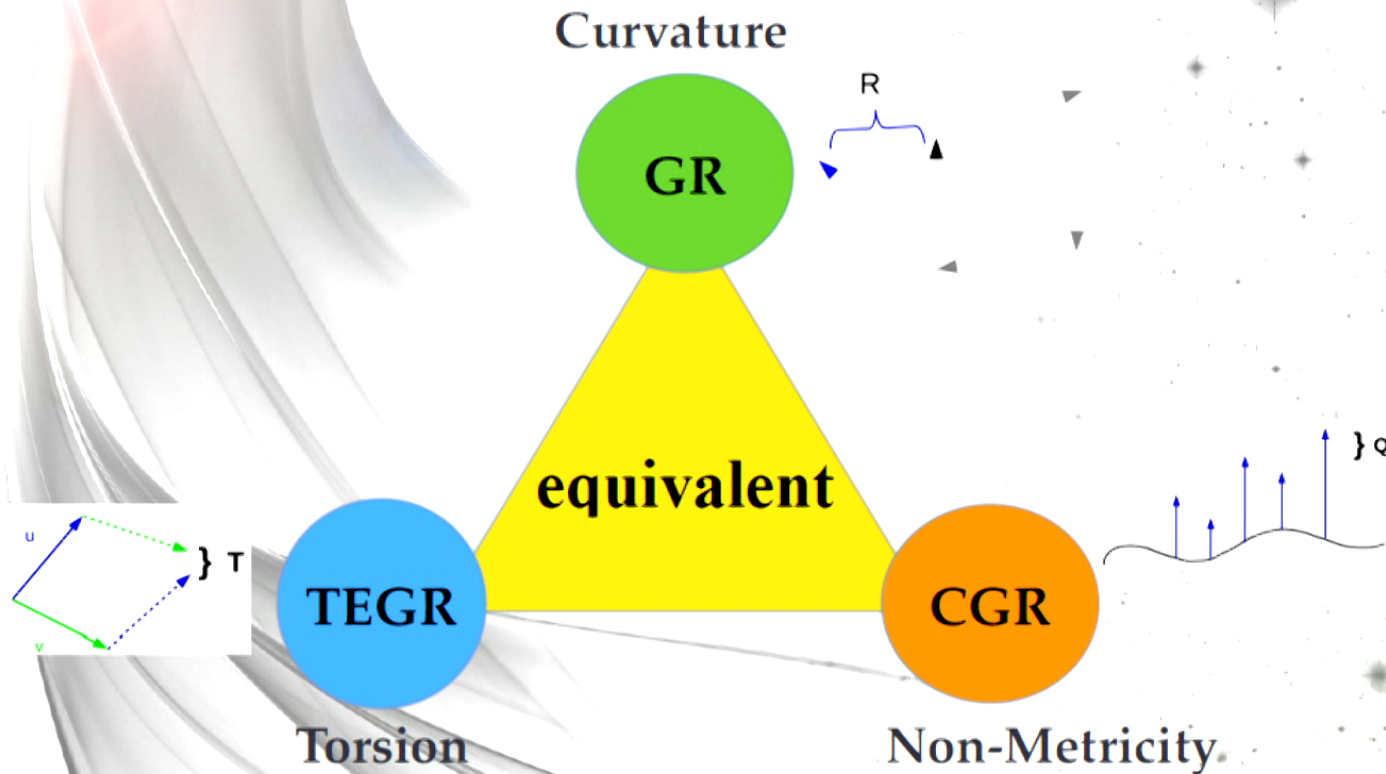 Curvature
R
GR
equivalent
} Q
u
} T
v
TEGR
CGR
Torsion
Non-Metricity